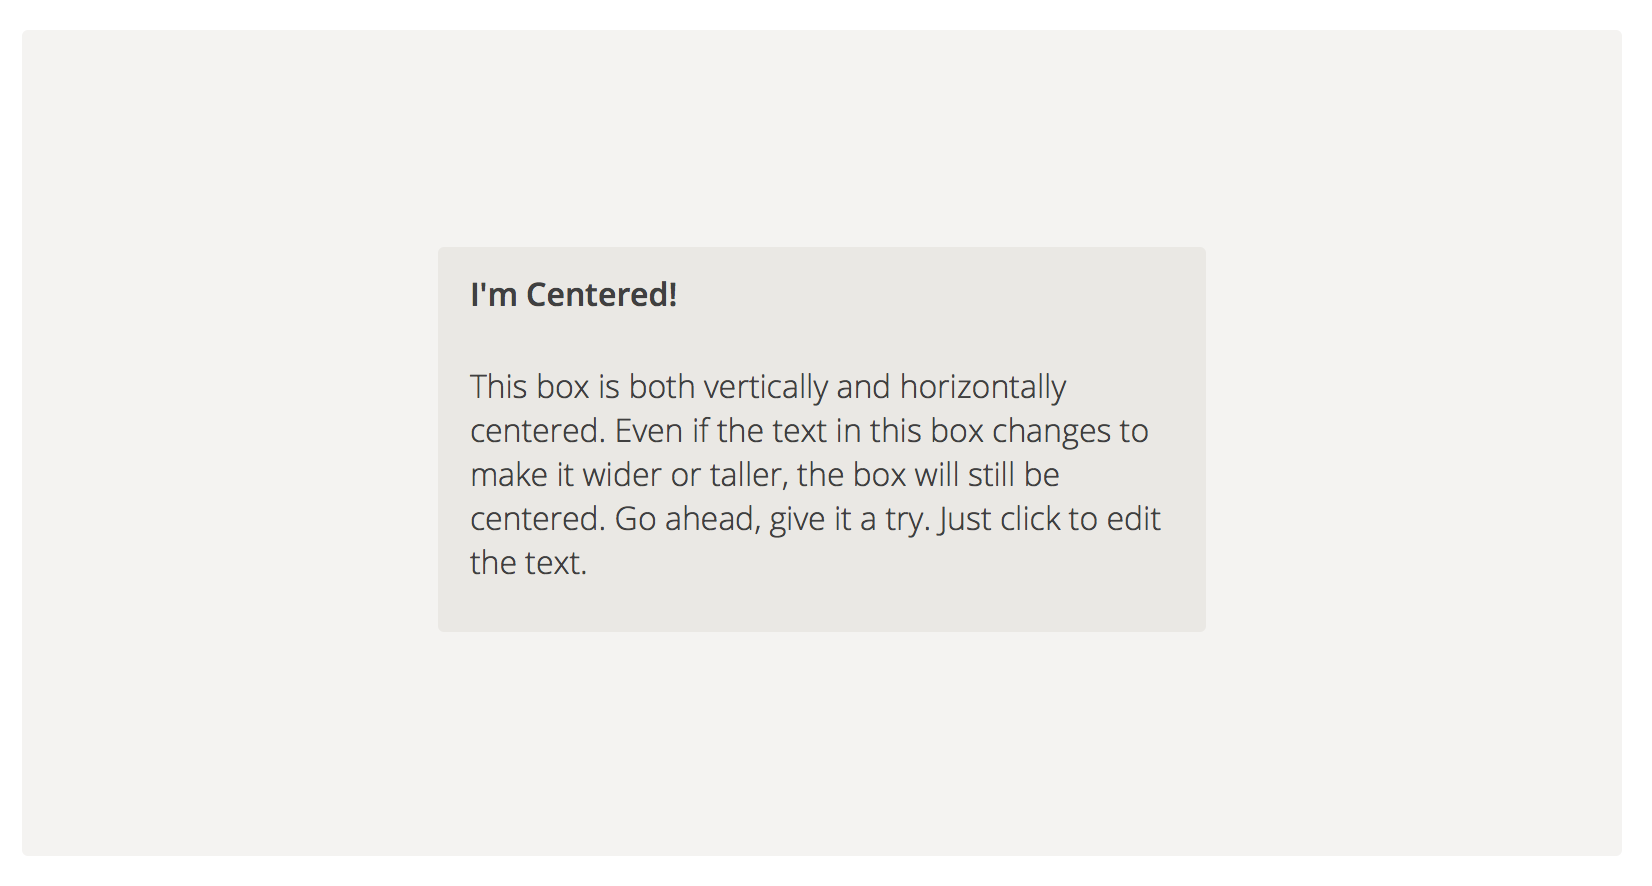 I'm Centered!
This box is both vertically and horizontally
centered. Even if the text in this box changes to
make it wider or taller, the box will still be
centered. Go ahead, give it a try. Just click to edit
the text.